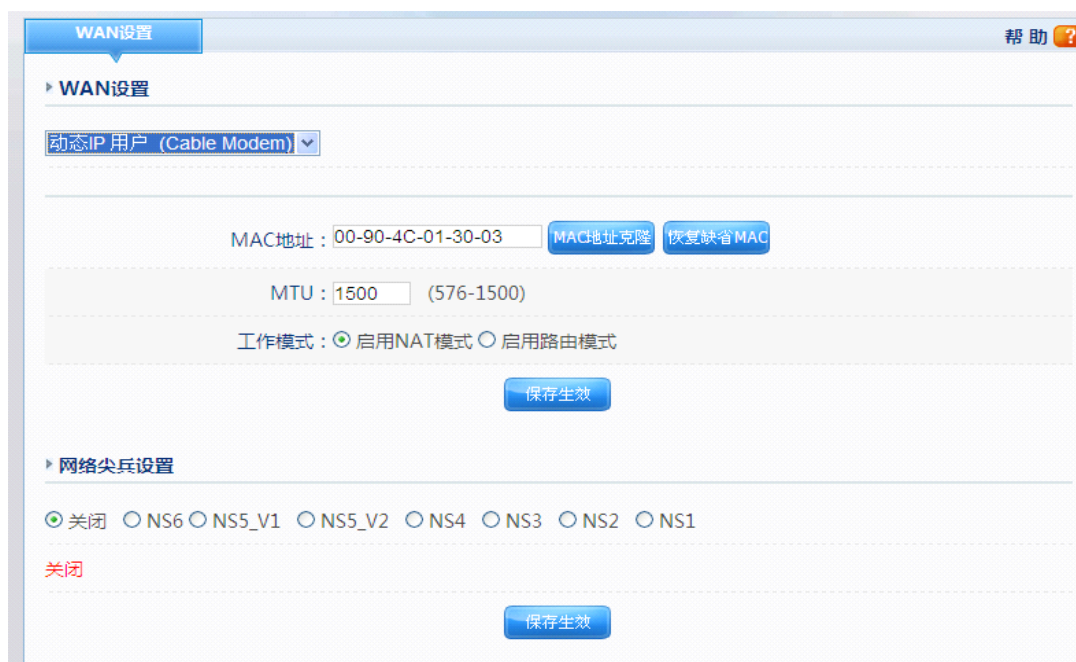 WAN设置
帮助 ?
WAN设置
动态IP 用户 (Cable Modem)
MAC地址：00-90-4C-01-30-03 MAC地址克隆 恢复缺省MAC
MTU：1500 (576-1500)
工作模式：启用NAT模式 启用路由模式
保存生效
网络尖兵设置
关闭 NS6 NS5_V1 NS5_V2 NS4 NS3 NS2 NS1
关闭
保存生效